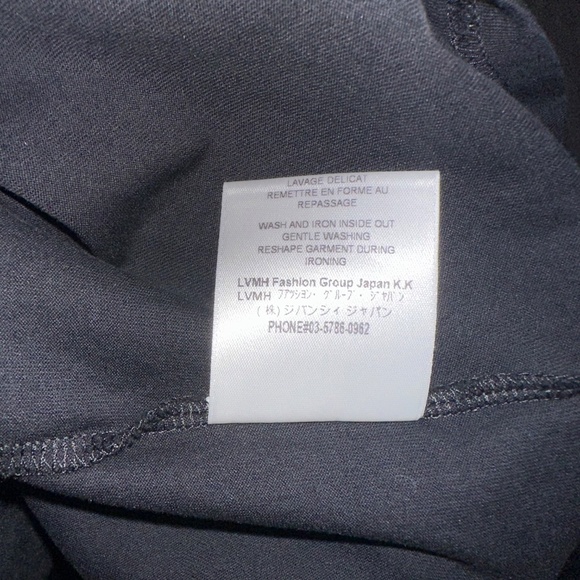 LAVAGE DELICAT
REMETTRE EN FORME AU
REPASSAGE
WASH AND IRON INSIDE OUT
GENTLE WASHING
RESHAPE GARMENT DURING
IRONING
LVMH Fashion Group Japan K.K
LVMH ﾌｧｯｼｮﾝ・ ｸﾞﾙｰﾌﾟ・ ｼﾞｬﾊﾟﾝ
(株) ジバンシィ ジャパン
PHONE#03-5786-0962